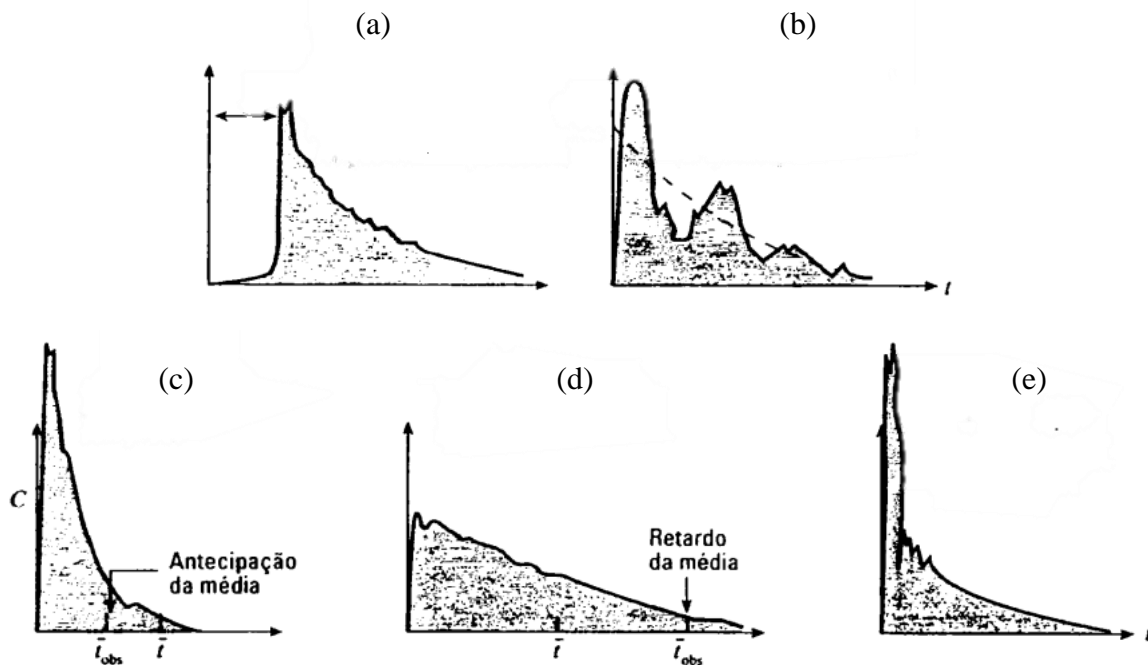 (a)
(b)
t
(c)
(d)
(e)
C
Antecipação
da média
t̄obs
t̄
Retardo
da média
t̄
t̄obs
t